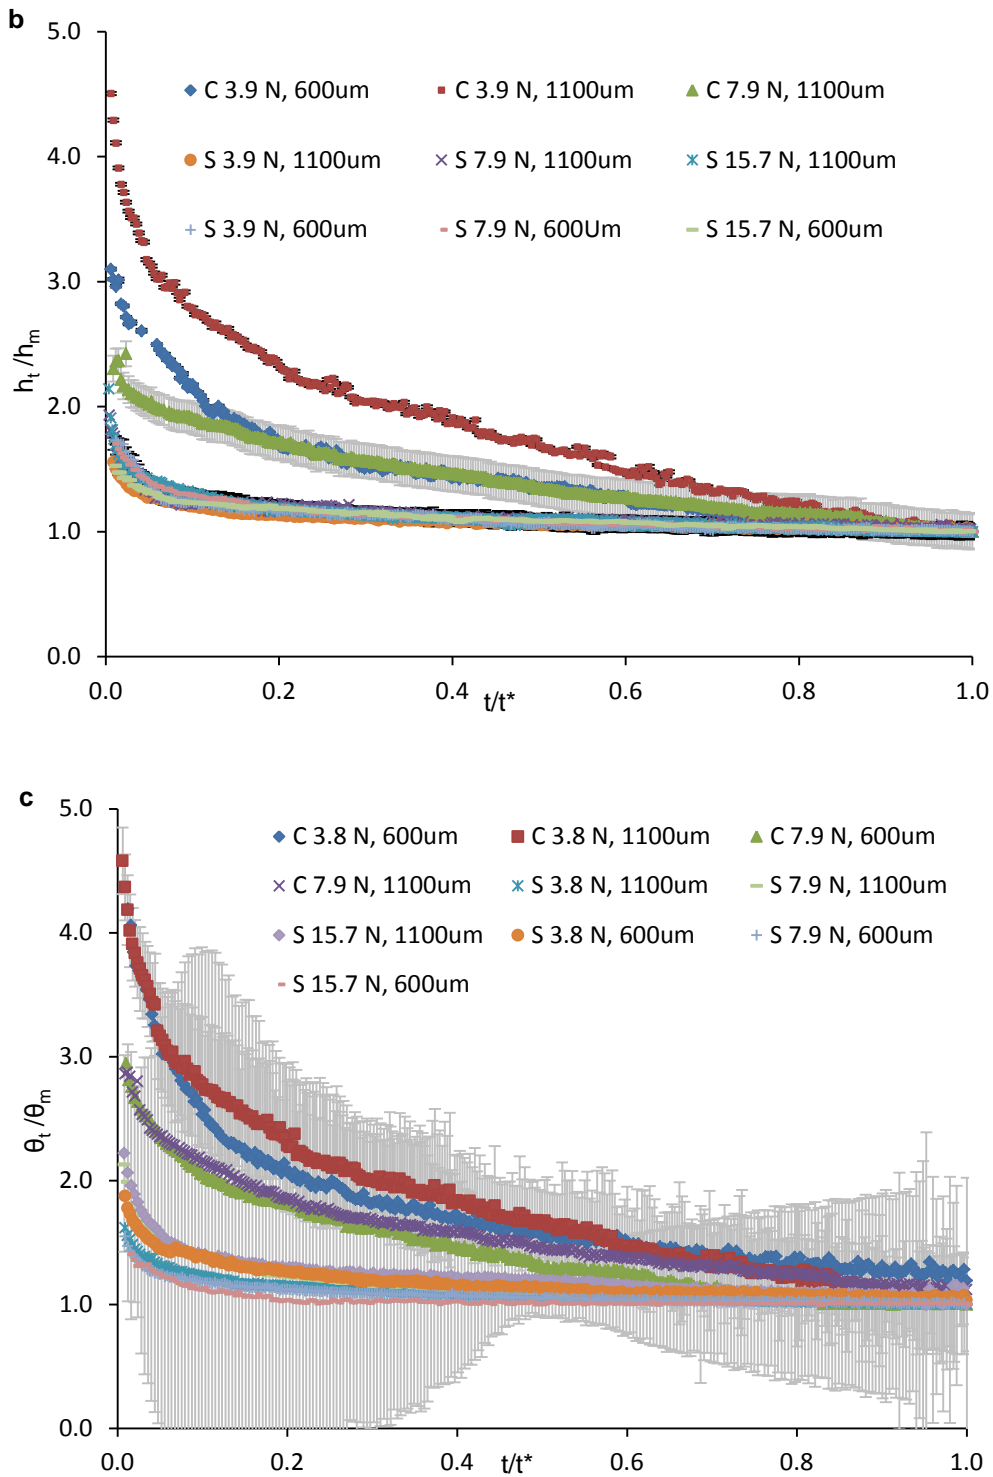 b
5.0
C 3.9 N, 600um C 3.9 N, 1100um C 7.9 N, 1100um
4.0
S 3.9 N, 1100um S 7.9 N, 1100um S 15.7 N, 1100um
S 3.9 N, 600um S 7.9 N, 600Um S 15.7 N, 600um
3.0
ht /hm
2.0
1.0
0.0
0.0 0.2 0.4 0.6 0.8 1.0
t/t*
c
5.0
C 3.8 N, 600um C 3.8 N, 1100um C 7.9 N, 600um
C 7.9 N, 1100um S 3.8 N, 1100um S 7.9 N, 1100um
4.0
S 15.7 N, 1100um S 3.8 N, 600um S 7.9 N, 600um
S 15.7 N, 600um
3.0
θt /θm
2.0
1.0
0.0
0.0 0.2 0.4 0.6 0.8 1.0
t/t*